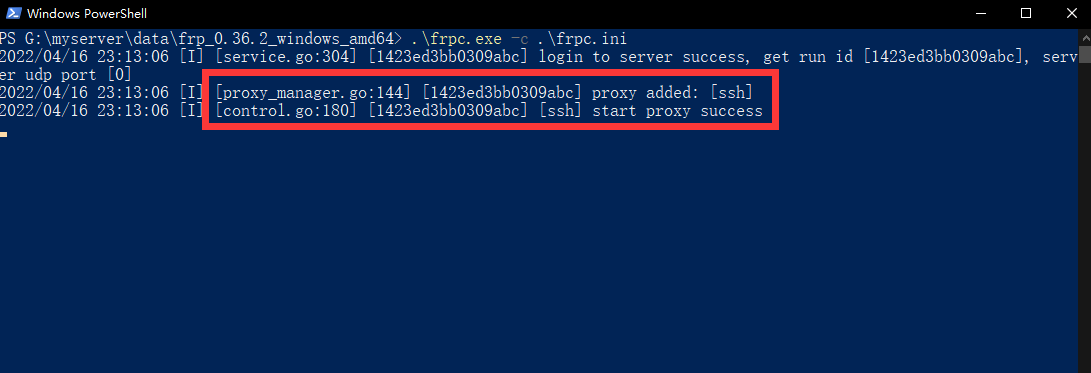 Windows PowerShell
PS G:\myserver\data\frp_0.36.2_windows_amd64> .\frpc.exe -c .\frpc.ini
2022/04/16 23:13:06 [I] [service.go:304] [1423ed3bb0309abc] login to server success, get run id [1423ed3bb0309abc], serv
er udp port [0]
2022/04/16 23:13:06 [I] [proxy_manager.go:144] [1423ed3bb0309abc] proxy added: [ssh]
2022/04/16 23:13:06 [I] [control.go:180] [1423ed3bb0309abc] [ssh] start proxy success